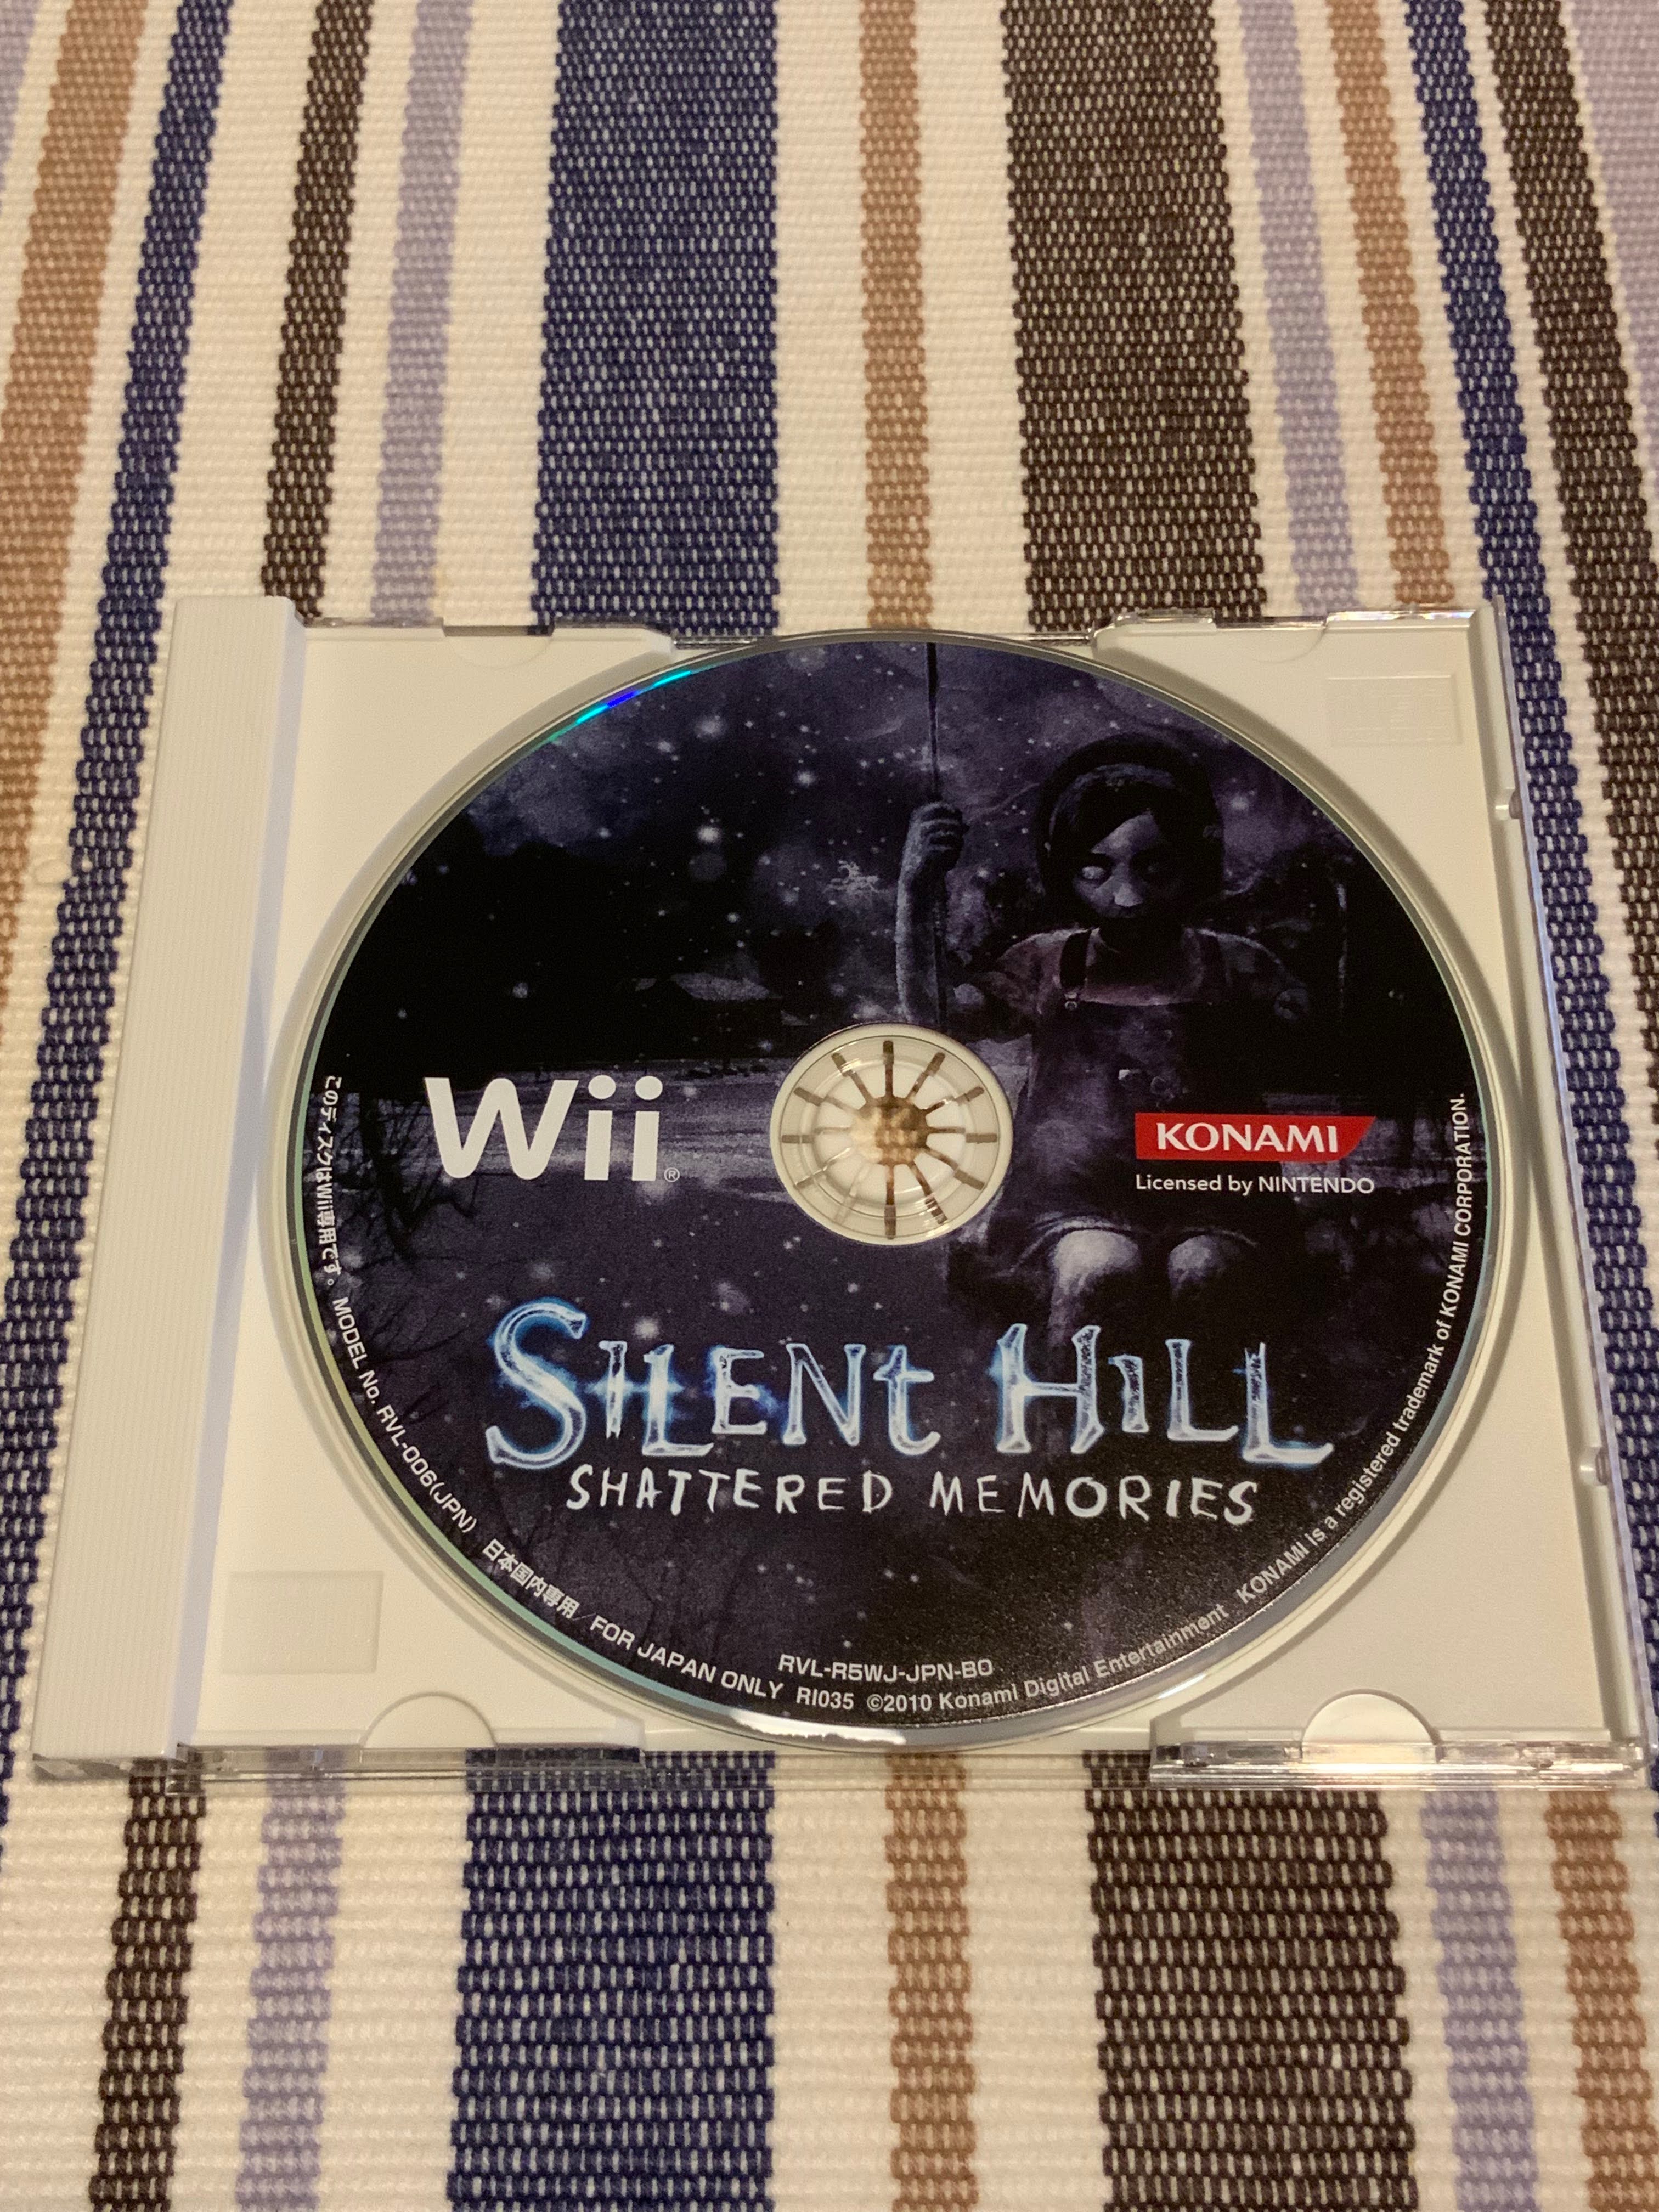 Wii®
KONAMI
Licensed by NINTENDO
SILENT HILL
SHATTERED MEMORIES
RVL-R5WJ-JPN-B0
このディスクはWii専用です。 MODEL No. RVL-006(JPN) 日本国内専用/FOR JAPAN ONLY RI035 ©2010 Konami Digital Entertainment KONAMI is a registered trademark of KONAMI CORPORATION.